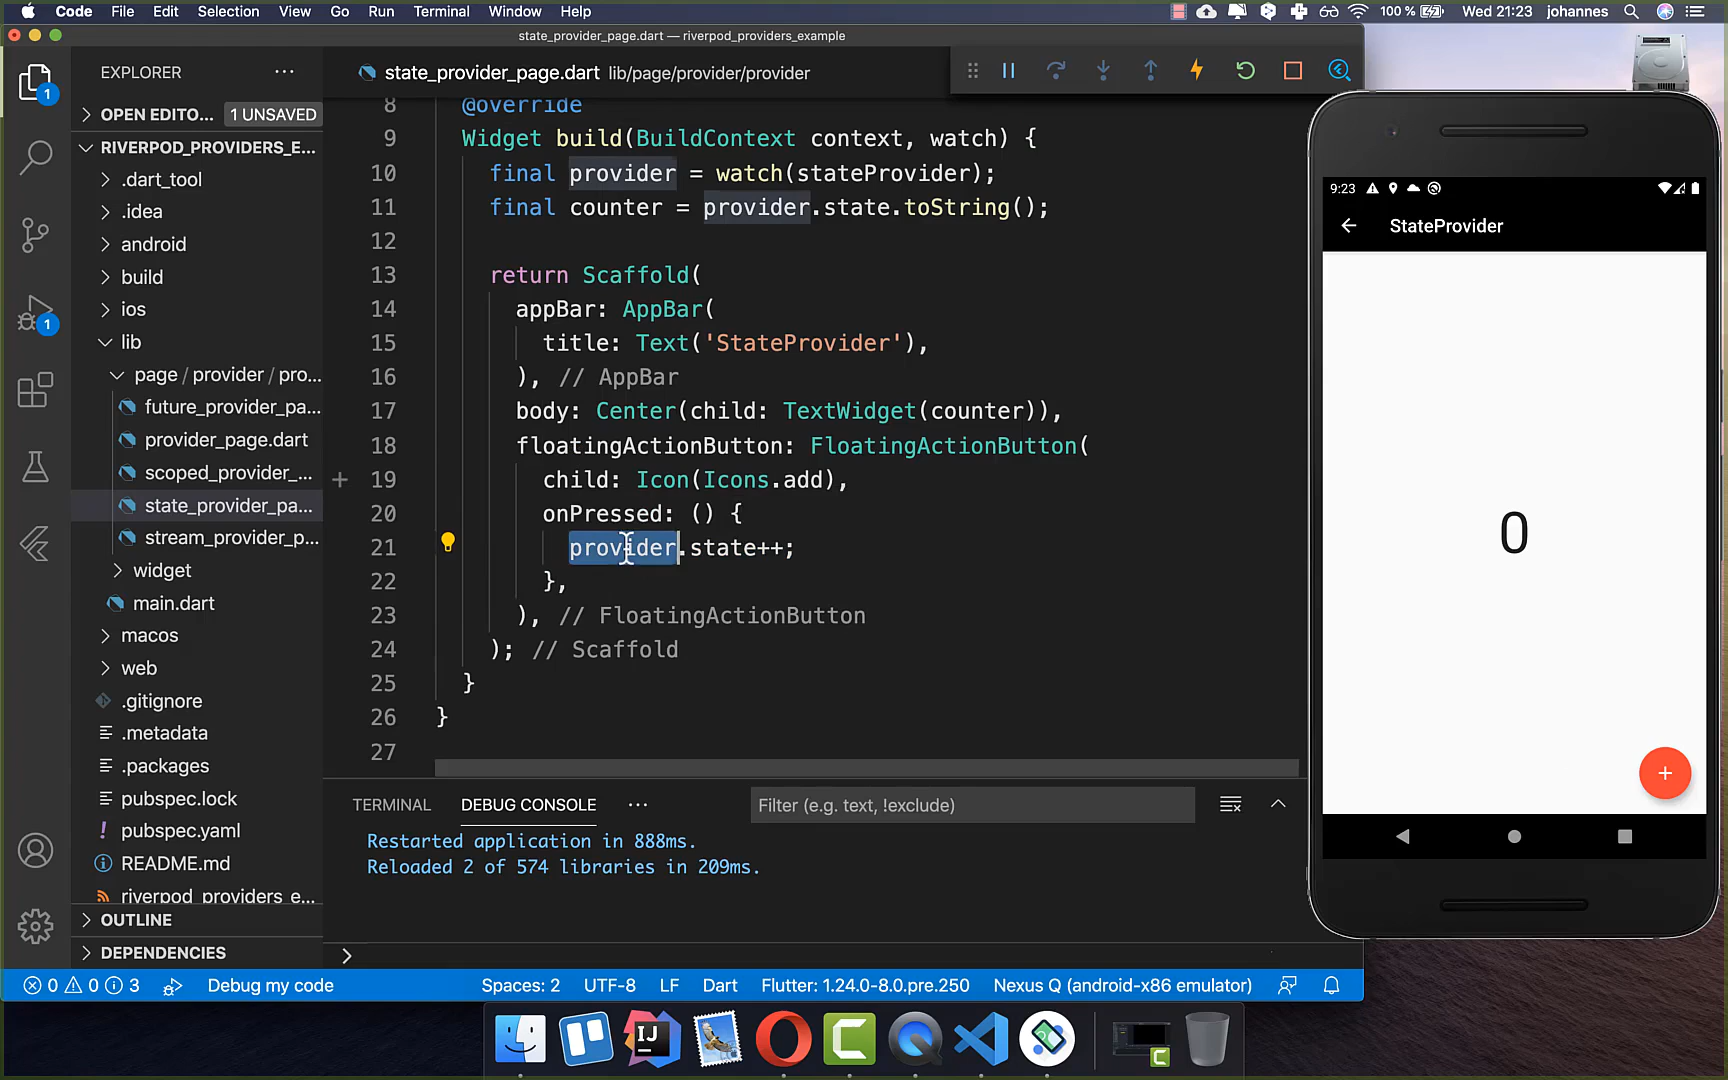 Code File Edit Selection View Go Run Terminal Window Help 100 % Wed 21:23 johannes
state_provider_page.dart — riverpod_providers_example
EXPLORER
state_provider_page.dart lib/page/provider/provider
OPEN EDITO... 1 UNSAVED
RIVERPOD_PROVIDERS_E...
.dart_tool
.idea
android
build
ios
lib
page / provider / pro...
future_provider_pa...
provider_page.dart
scoped_provider_...
state_provider_pa...
stream_provider_p...
widget
main.dart
macos
web
.gitignore
.metadata
.packages
pubspec.lock
pubspec.yaml
README.md
riverpod_providers_e...
OUTLINE
DEPENDENCIES
1
1
8 @override
9 Widget build(BuildContext context, watch) {
10 final provider = watch(stateProvider);
11 final counter = provider.state.toString();
12
13 return Scaffold(
14 appBar: AppBar(
15 title: Text('StateProvider'),
16 ), // AppBar
17 body: Center(child: TextWidget(counter)),
18 floatingActionButton: FloatingActionButton(
19 child: Icon(Icons.add),
20 onPressed: () {
21 provider.state++;
22 },
23 ), // FloatingActionButton
24 ); // Scaffold
25 }
26 }
27
TERMINAL DEBUG CONSOLE Filter (e.g. text, !exclude)
Restarted application in 888ms.
Reloaded 2 of 574 libraries in 209ms.
0 0 3 Debug my code Spaces: 2 UTF-8 LF Dart Flutter: 1.24.0-8.0.pre.250 Nexus Q (android-x86 emulator)
9:23
StateProvider
0
IJ